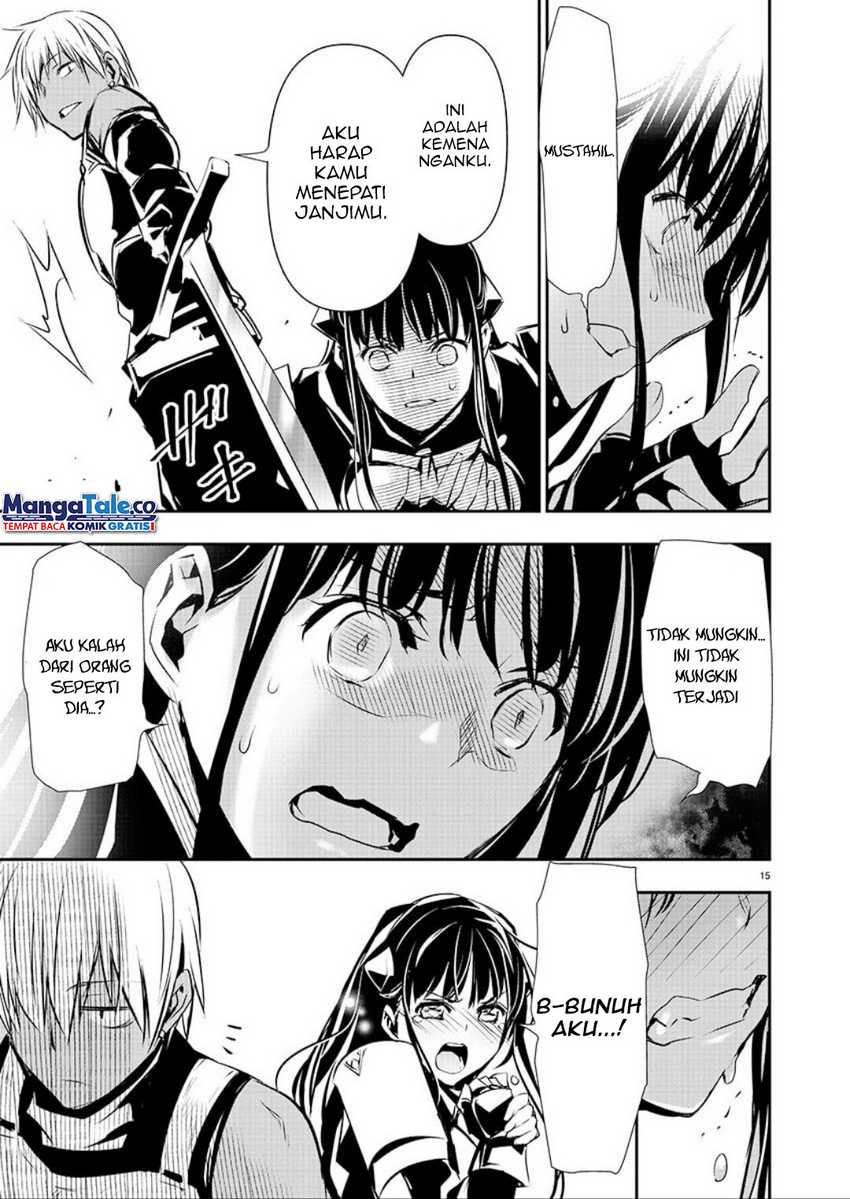 MUSTAHIL.
INI
ADALAH
KEMENA
NGANKU.
AKU
HARAP
KAMU
MENEPATI
JANJIMU.
MangaTale.co
TEMPAT BACA KOMIK GRATIS!
TIDAK MUNGKIN...
INI TIDAK
MUNGKIN
TERJADI
AKU KALAH
DARI ORANG
SEPERTI
DIA...?
15
B-BUNUH
AKU...!